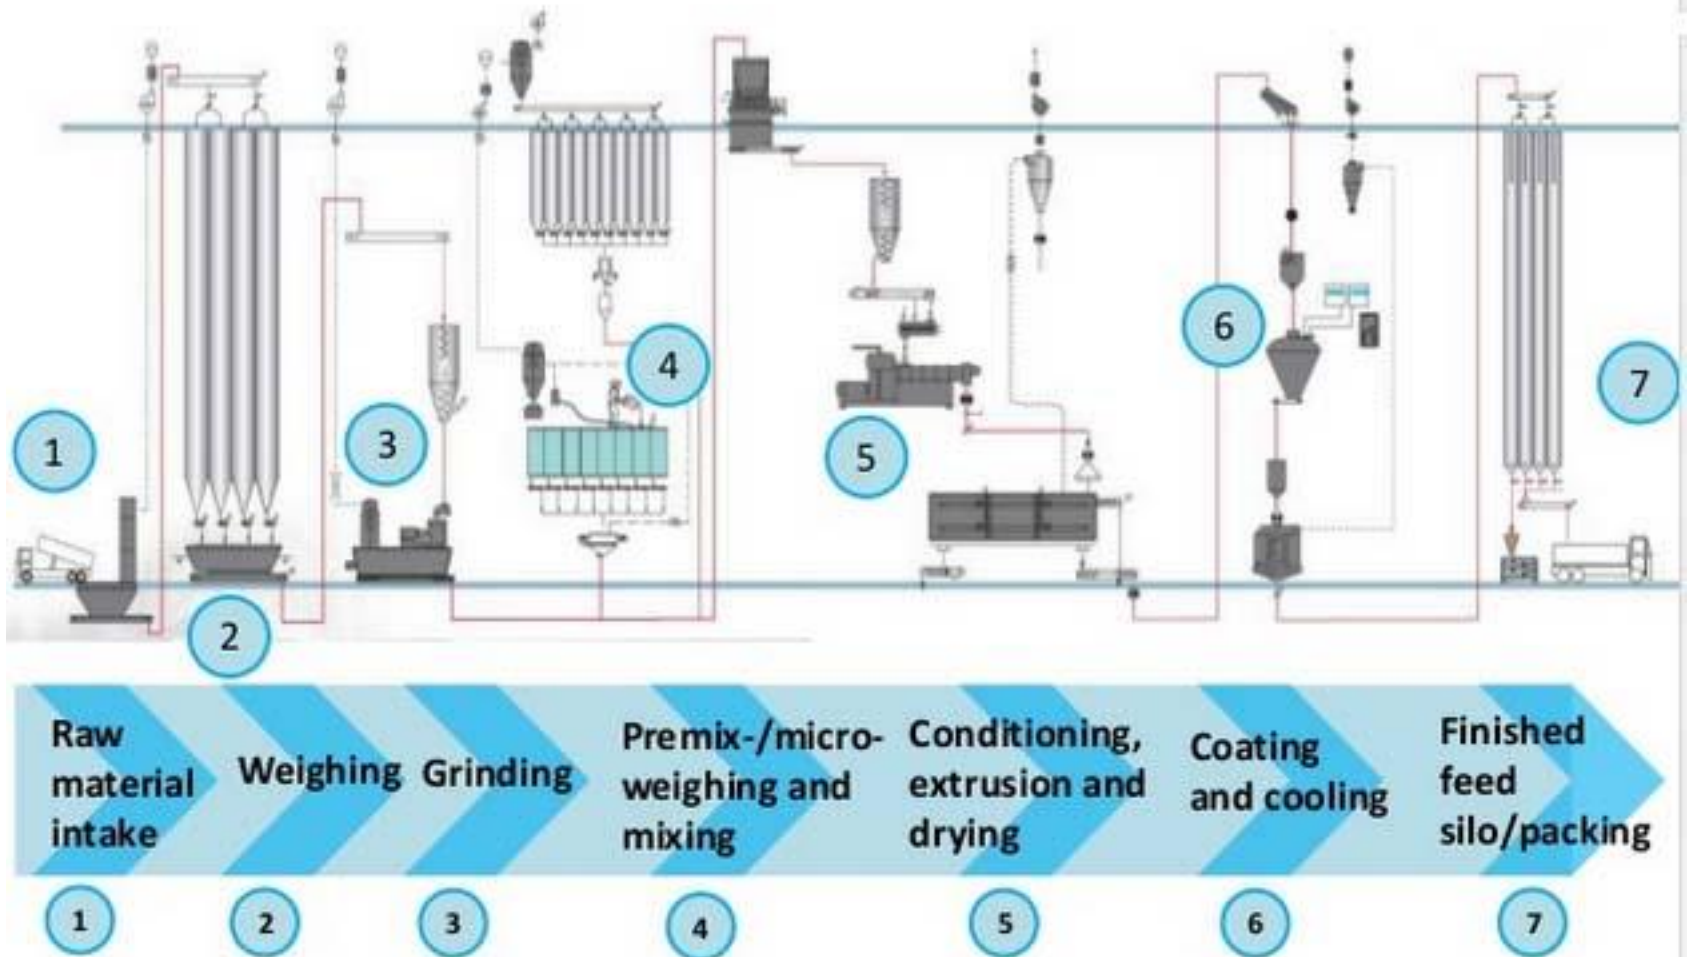 1
2
3
4
5
6
7
Raw
material
intake
Weighing
Grinding
Premix-/micro-
weighing and
mixing
Conditioning,
extrusion and
drying
Coating
and cooling
Finished
feed
silo/packing
1
2
3
4
5
6
7